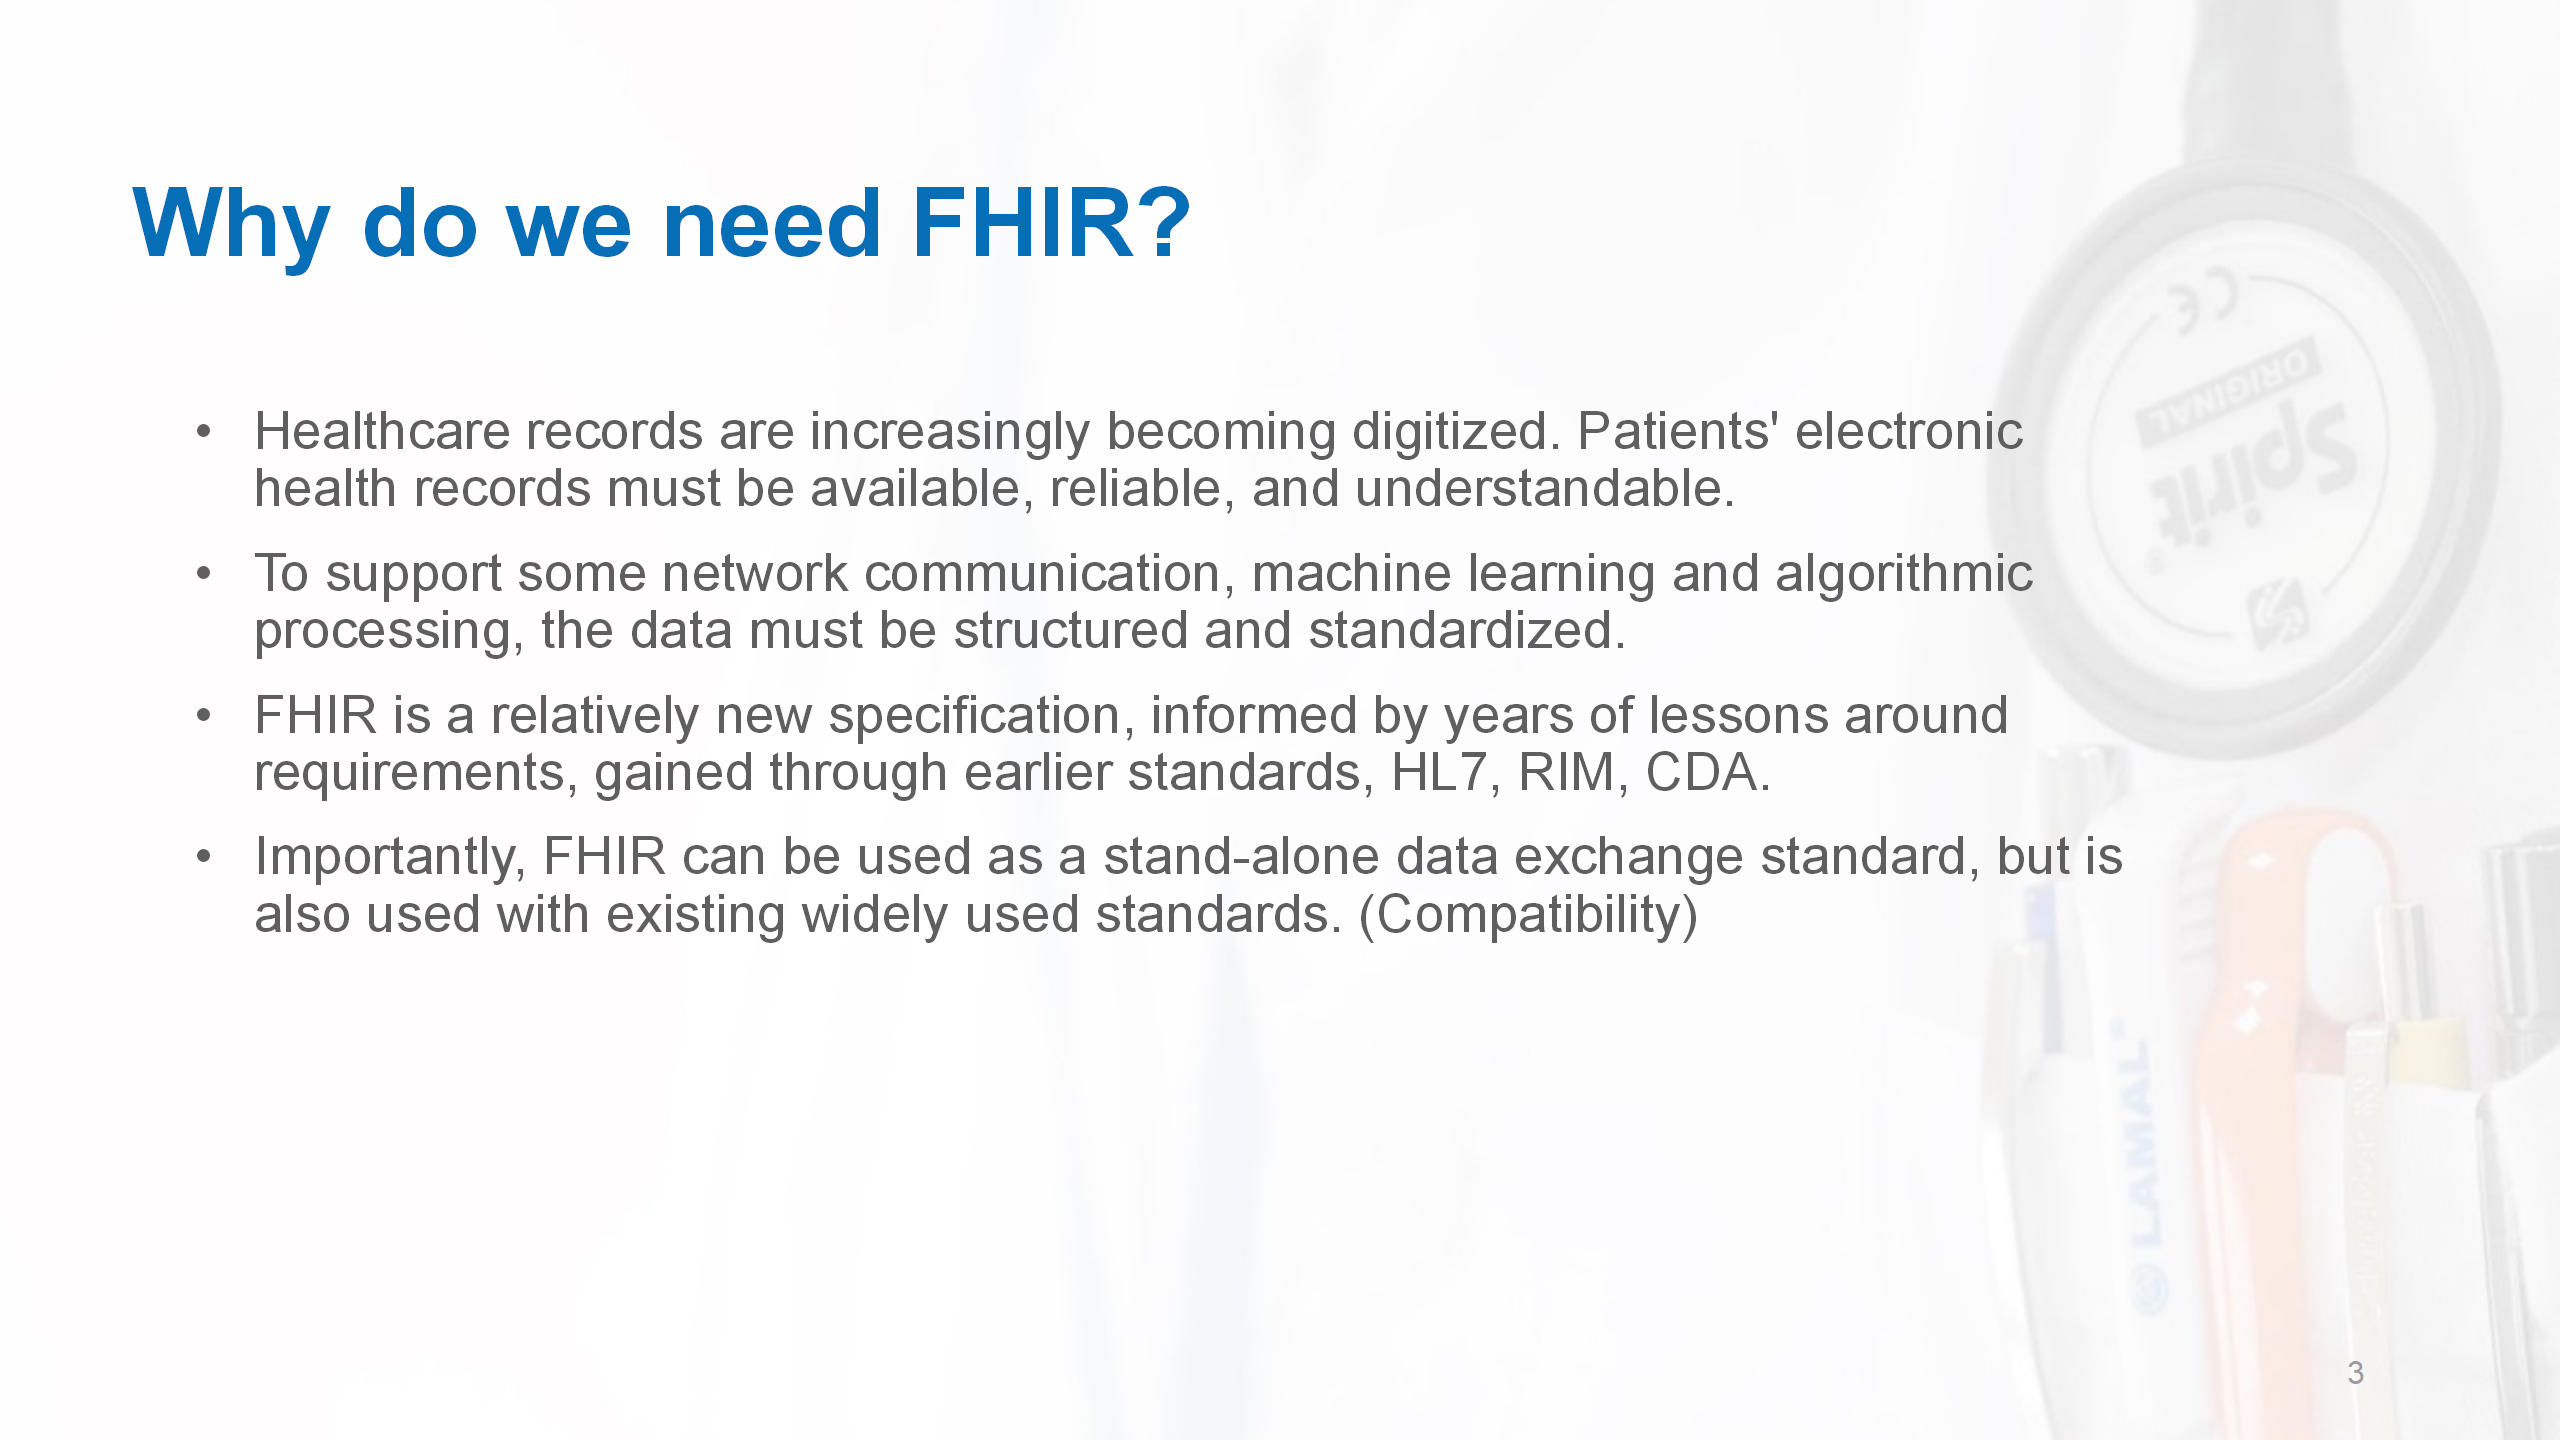 Why do we need FHIR?
• Healthcare records are increasingly becoming digitized. Patients' electronic
health records must be available, reliable, and understandable.
• To support some network communication, machine learning and algorithmic
processing, the data must be structured and standardized.
• FHIR is a relatively new specification, informed by years of lessons around
requirements, gained through earlier standards, HL7, RIM, CDA.
• Importantly, FHIR can be used as a stand-alone data exchange standard, but is
also used with existing widely used standards. (Compatibility)
CE
ORIGINAL
Spirit
®
LAMAL
3